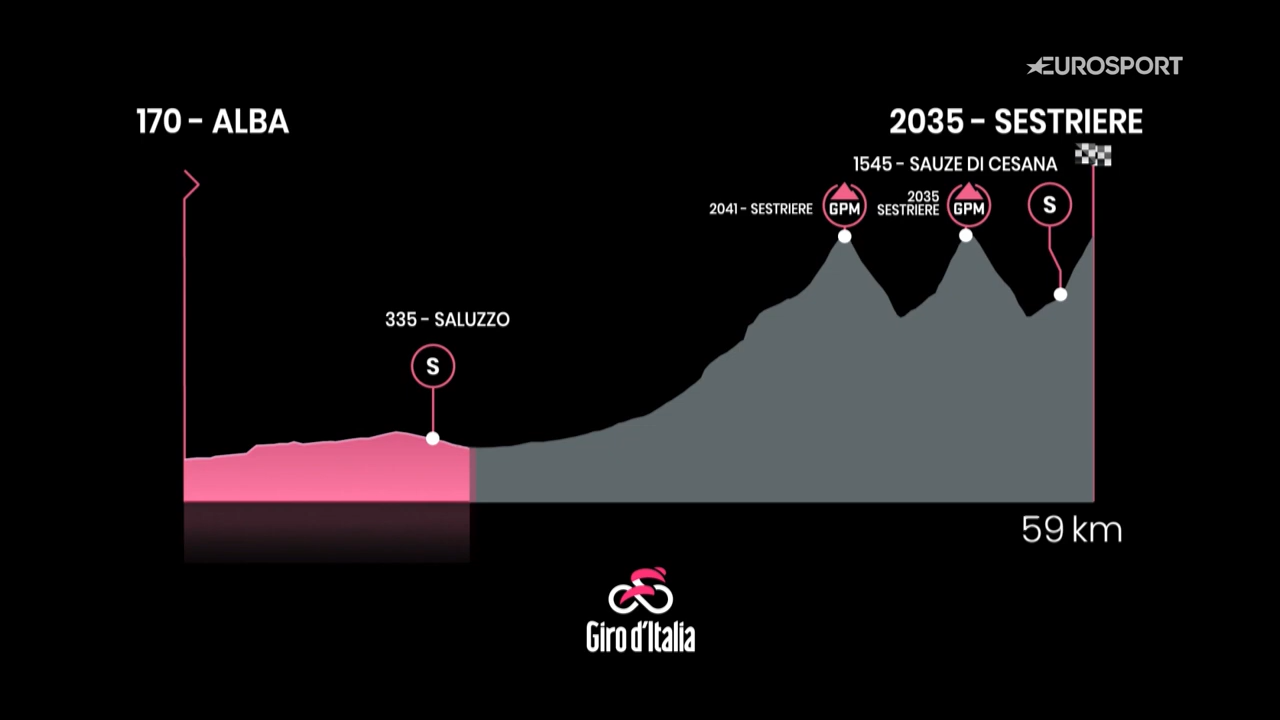 EUROSPORT
170 - ALBA
2035 - SESTRIERE
1545 - SAUZE DI CESANA
2041 - SESTRIERE
GPM
2035
SESTRIERE
GPM
S
335 - SALUZZO
S
59 km
Giro d'Italia